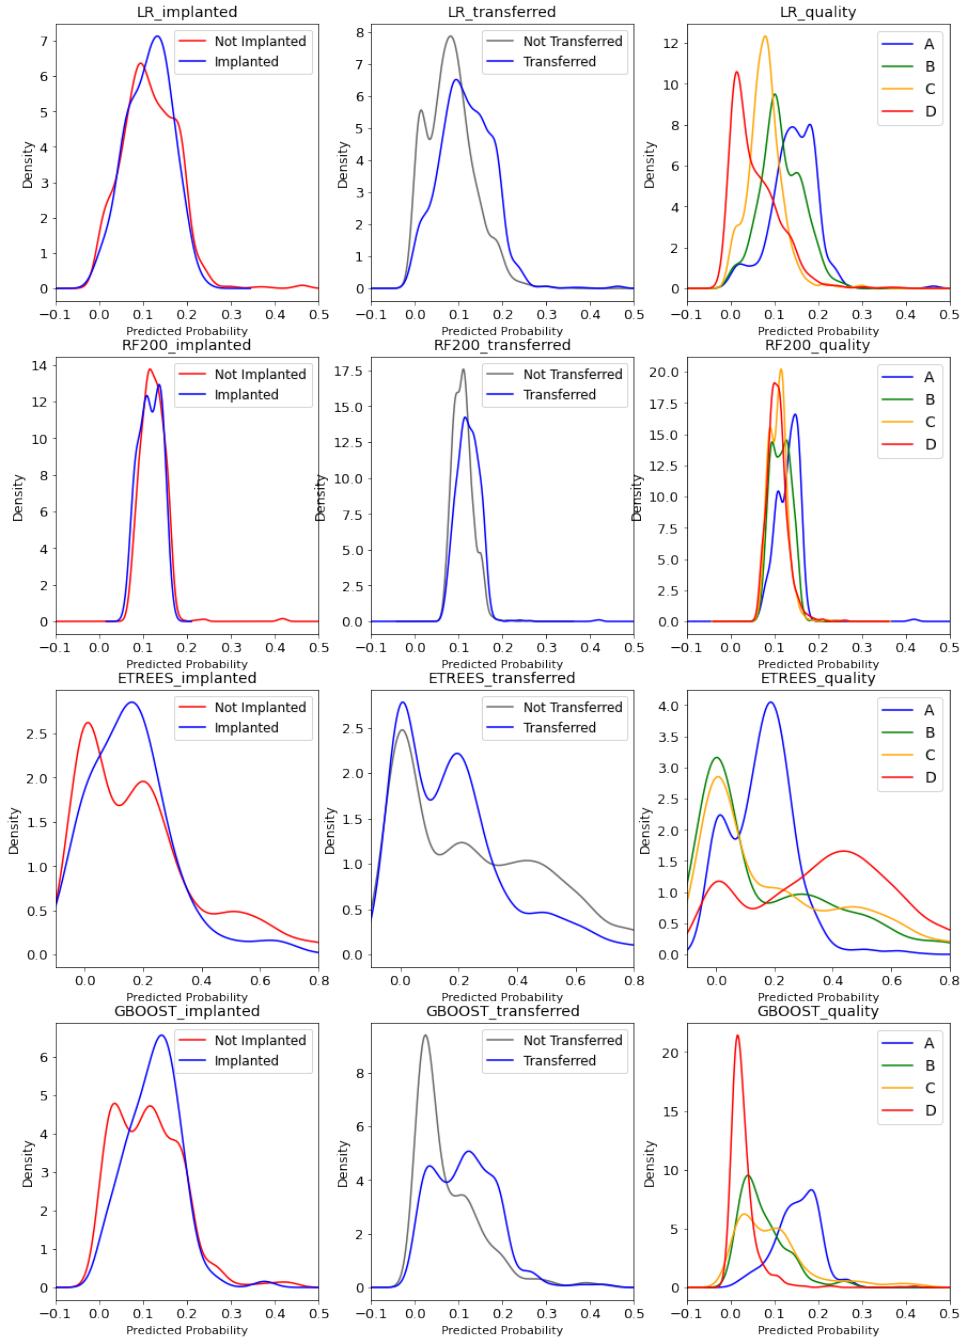 LR_implanted
Not Implanted
Implanted
Density
7
6
5
4
3
2
1
0
−0.1 0.0 0.1 0.2 0.3 0.4 0.5
Predicted Probability
LR_transferred
Not Transferred
Transferred
Density
8
7
6
5
4
3
2
1
0
−0.1 0.0 0.1 0.2 0.3 0.4 0.5
Predicted Probability
LR_quality
A
B
C
D
Density
12
10
8
6
4
2
0
−0.1 0.0 0.1 0.2 0.3 0.4 0.5
Predicted Probability
RF200_implanted
Not Implanted
Implanted
Density
14
12
10
8
6
4
2
0
−0.1 0.0 0.1 0.2 0.3 0.4 0.5
Predicted Probability
RF200_transferred
Not Transferred
Transferred
Density
17.5
15.0
12.5
10.0
7.5
5.0
2.5
0.0
−0.1 0.0 0.1 0.2 0.3 0.4 0.5
Predicted Probability
RF200_quality
A
B
C
D
Density
20.0
17.5
15.0
12.5
10.0
7.5
5.0
2.5
0.0
−0.1 0.0 0.1 0.2 0.3 0.4 0.5
Predicted Probability
ETREES_implanted
Not Implanted
Implanted
Density
2.5
2.0
1.5
1.0
0.5
0.0
0.0 0.2 0.4 0.6 0.8
Predicted Probability
ETREES_transferred
Not Transferred
Transferred
Density
2.5
2.0
1.5
1.0
0.5
0.0
0.0 0.2 0.4 0.6 0.8
Predicted Probability
ETREES_quality
A
B
C
D
Density
4.0
3.5
3.0
2.5
2.0
1.5
1.0
0.5
0.0
0.0 0.2 0.4 0.6 0.8
Predicted Probability
GBOOST_implanted
Not Implanted
Implanted
Density
6
5
4
3
2
1
0
−0.1 0.0 0.1 0.2 0.3 0.4 0.5
Predicted Probability
GBOOST_transferred
Not Transferred
Transferred
Density
8
6
4
2
0
−0.1 0.0 0.1 0.2 0.3 0.4 0.5
Predicted Probability
GBOOST_quality
A
B
C
D
Density
20
15
10
5
0
−0.1 0.0 0.1 0.2 0.3 0.4 0.5
Predicted Probability